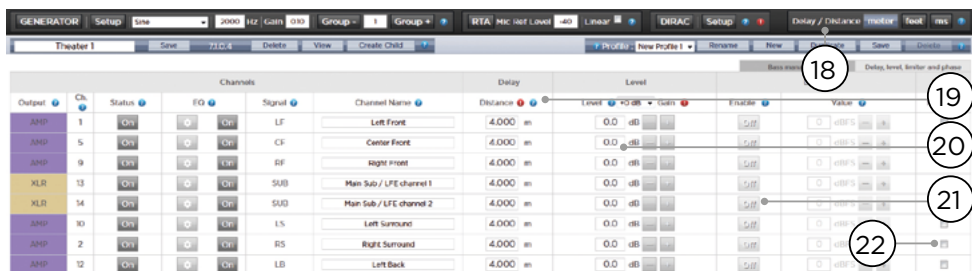 GENERATOR Setup Sine 2000 Hz Gain 0.10 Group - 1 Group + RTA Mic Ref Level -40 Linear DIRAC Setup Delay / Distance meter feet ms
Theater 1 Save 7.1.0.4 Delete View Create Child Profile New Profile 1 Rename New Save Delete
18
Delay, level, limiter and phase
Channels Delay Level
Output Ch. Status EQ Signal Channel Name Distance Level +0 dB Gain Enable Value
19
AMP 1 On On LF Left Front 4.000 m 0.0 dB Off 0 dBFS - +
AMP 5 On On CF Center Front 4.000 m 0.0 dB Off 0 dBFS - +
20
AMP 9 On On RF Right Front 4.000 m 0.0 dB Off 0 dBFS - +
XLR 13 On On SUB Main Sub / LFE channel 1 4.000 m 0.0 dB Off 0 dBFS - +
XLR 14 On On SUB Main Sub / LFE channel 2 4.000 m 0.0 dB Off 0 dBFS - +
21
AMP 10 On On LS Left Surround 4.000 m 0.0 dB Off 0 dBFS - +
AMP 2 On On RS Right Surround 4.000 m 0.0 dB Off 0
22
AMP 12 On On LB Left Back 4.000 m 0.0 dB Off 0 dBFS - +